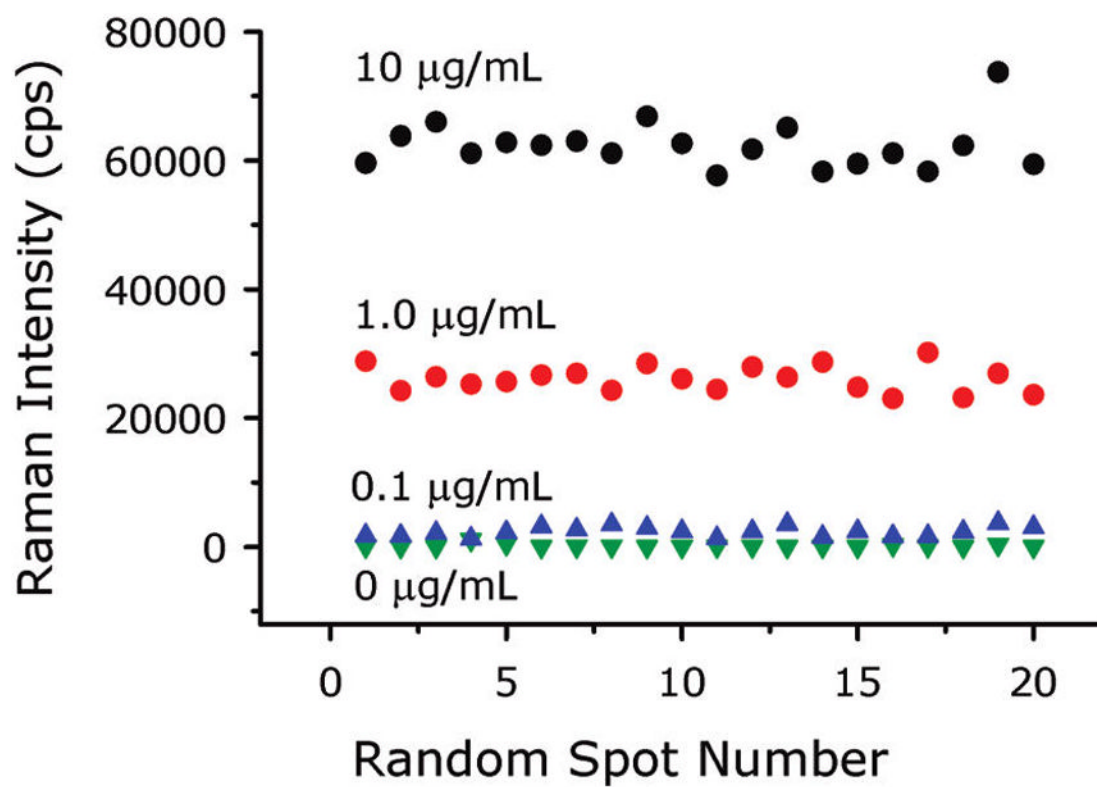 80000
10 μg/mL
60000
40000
1.0 μg/mL
20000
0.1 μg/mL
0
0 μg/mL
0 5 10 15 20
Random Spot Number
Raman Intensity (cps)